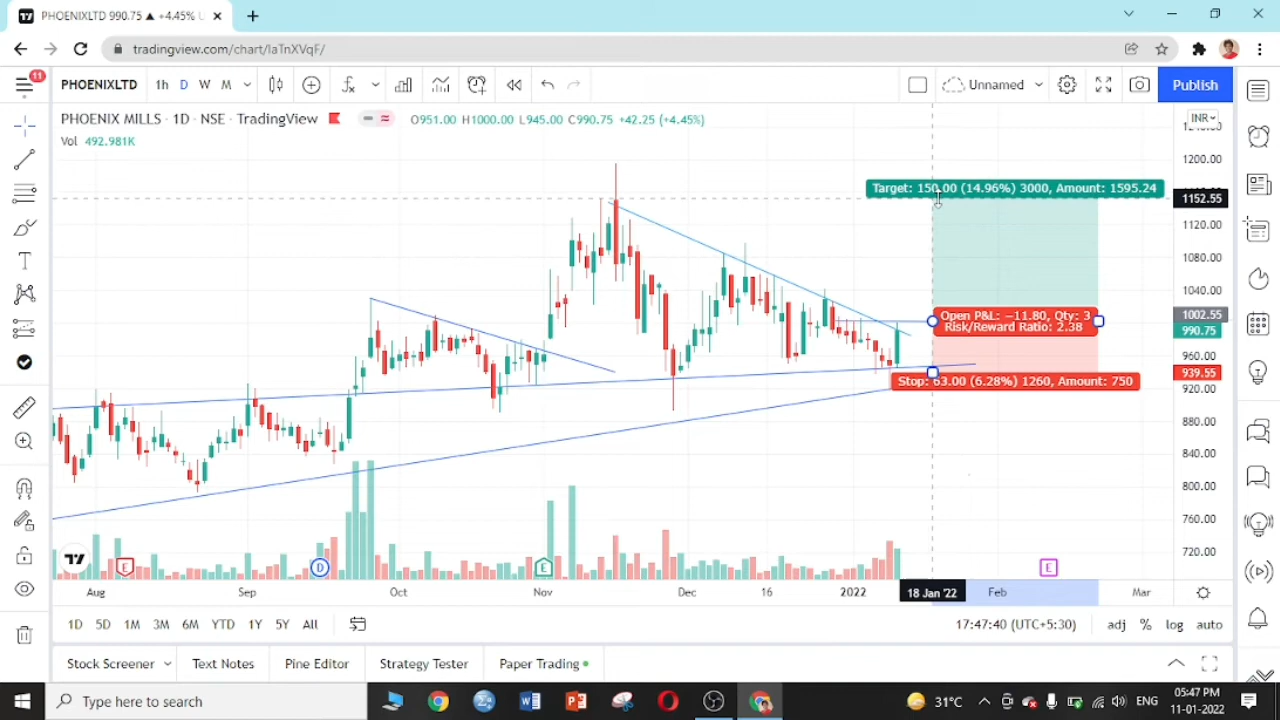 PHOENIXLTD 990.75 ▲ +4.45%
tradingview.com/chart/IaTnXVqF/
11
PHOENIXLTD 1h D W M Unnamed Publish
PHOENIX MILLS · 1D · NSE · TradingView O951.00 H1000.00 L945.00 C990.75 +42.25 (+4.45%)
INR
Vol 492.981K
1200.00
Target: 150.00 (14.96%) 3000, Amount: 1595.24
1152.55
1120.00
1080.00
1040.00
Open P&L: −11.80, Qty: 3
1002.55
Risk/Reward Ratio: 2.38
990.75
960.00
939.55
Stop: 63.00 (6.28%) 1260, Amount: 750
920.00
880.00
840.00
800.00
760.00
720.00
E D E E
Aug Sep Oct Nov Dec 16 2022 18 Jan '22 Feb Mar
1D 5D 1M 3M 6M YTD 1Y 5Y All 17:47:40 (UTC+5:30) adj % log auto
Stock Screener Text Notes Pine Editor Strategy Tester Paper Trading
Type here to search 31°C ENG 05:47 PM
11-01-2022